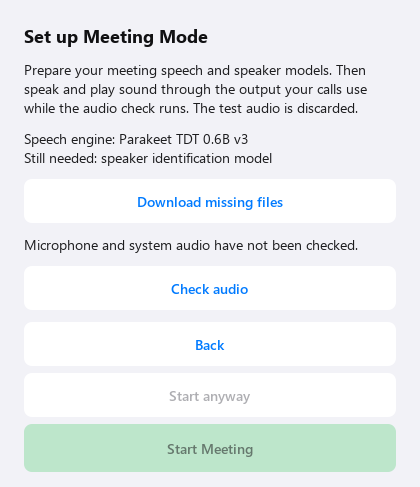 Set up Meeting Mode
Prepare your meeting speech and speaker models. Then
speak and play sound through the output your calls use
while the audio check runs. The test audio is discarded.
Speech engine: Parakeet TDT 0.6B v3
Still needed: speaker identification model
Download missing files
Microphone and system audio have not been checked.
Check audio
Back
Start anyway
Start Meeting